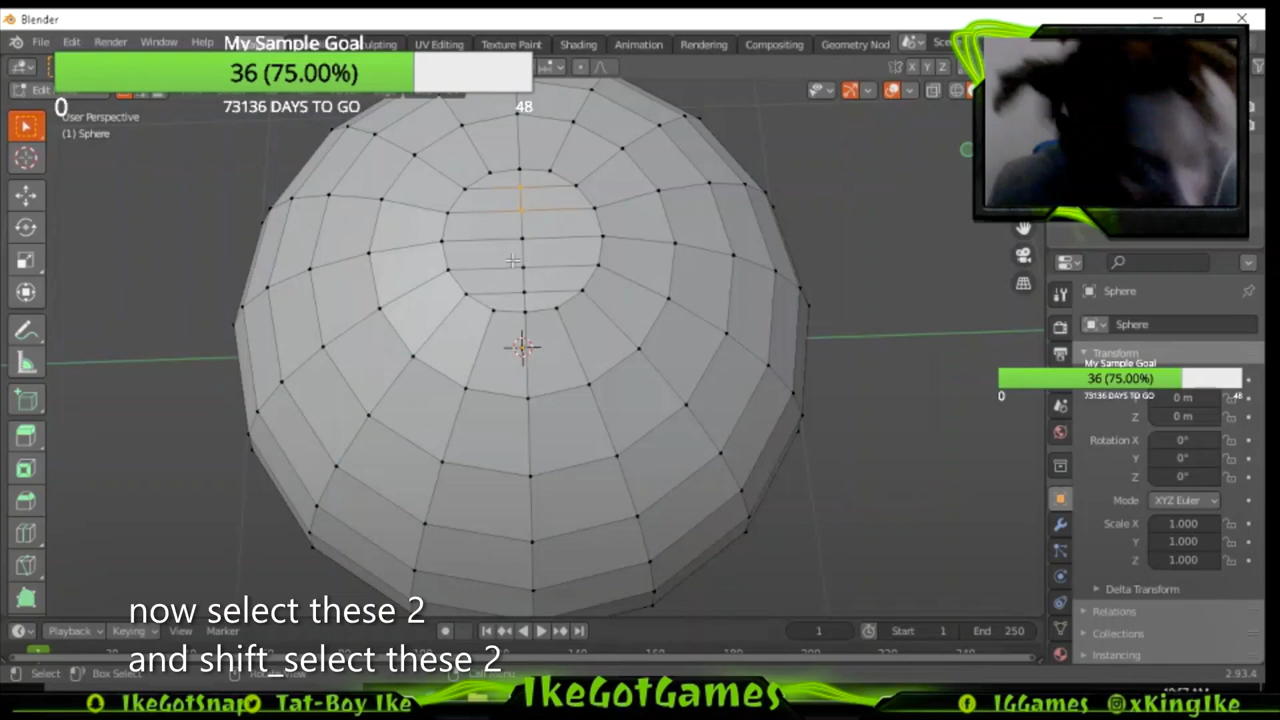 Blender
File Edit Render Window Help
UV Editing Texture Paint Shading Animation Rendering Compositing Geometry Nod
My Sample Goal
36 (75.00%)
0 73136 DAYS TO GO 48
User Perspective
(1) Sphere
X Y Z
Sphere
Sphere
Transform
My Sample Goal
36 (75.00%)
0 73136 DAYS TO GO 48
0 m
Z 0 m
Rotation X 0°
Y 0°
Z 0°
Mode XYZ Euler
Scale X 1.000
Y 1.000
Z 1.000
Delta Transform
Relations
Collections
Instancing
now select these 2
and shift_select these 2
Playback Keying View Marker
1 Start 1 End 250
Select Box Select
2.93.4
IkeGotSnap Tat-Boy Ike IkeGotGames IGGames xKingIke